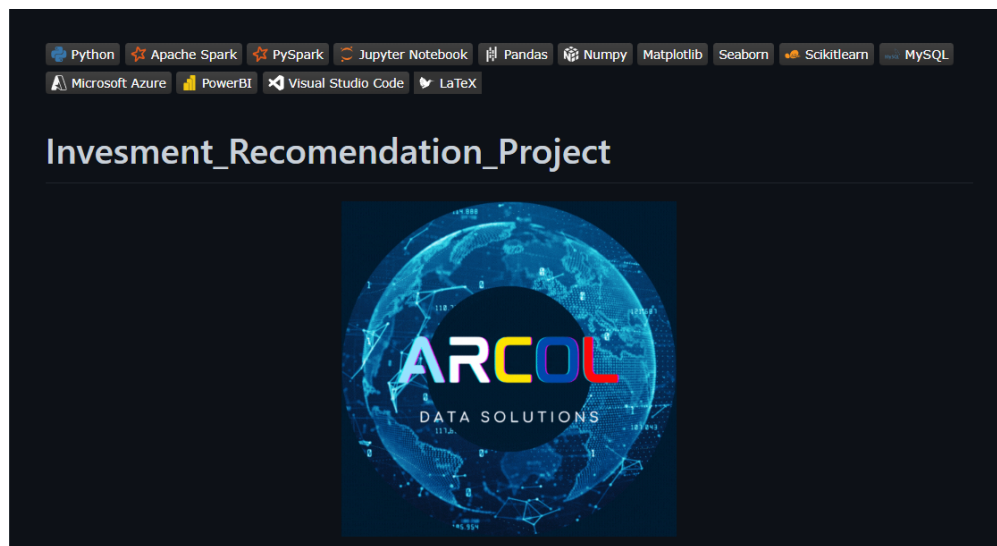 Python Apache Spark PySpark Jupyter Notebook Pandas Numpy Matplotlib Seaborn Scikitlearn MySQL
Microsoft Azure PowerBI Visual Studio Code LaTeX
Invesment_Recomendation_Project
ARCOL
DATA SOLUTIONS